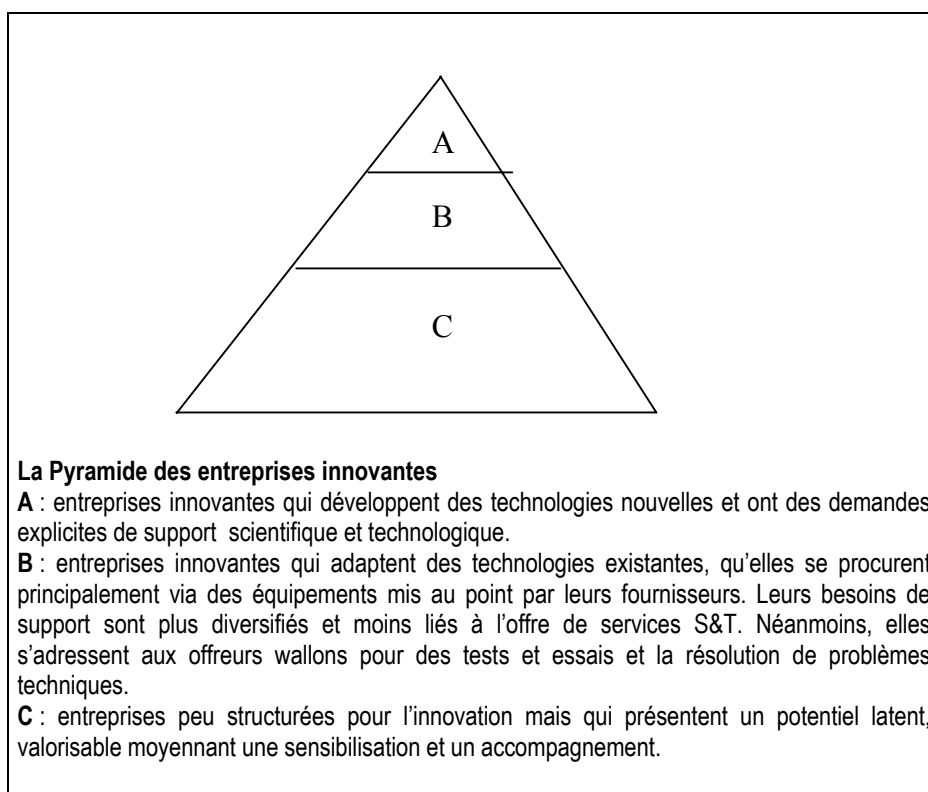 A
B
C
La Pyramide des entreprises innovantes
A : entreprises innovantes qui développent des technologies nouvelles et ont des demandes
explicites de support scientifique et technologique.
B : entreprises innovantes qui adaptent des technologies existantes, qu'elles se procurent
principalement via des équipements mis au point par leurs fournisseurs. Leurs besoins de
support sont plus diversifiés et moins liés à l'offre de services S&T. Néanmoins, elles
s'adressent aux offreurs wallons pour des tests et essais et la résolution de problèmes
techniques.
C : entreprises peu structurées pour l'innovation mais qui présentent un potentiel latent,
valorisable moyennant une sensibilisation et un accompagnement.